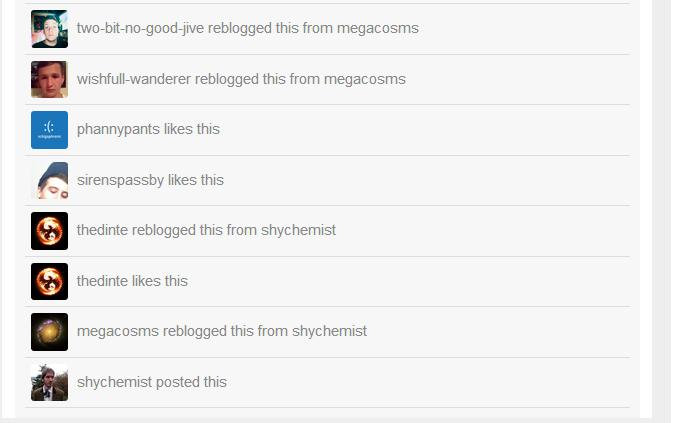 two-bit-no-good-jive reblogged this from megacosms
wishfull-wanderer reblogged this from megacosms
:(:
phannypants likes this
sirenspassby likes this
thedinte reblogged this from shychemist
thedinte likes this
megacosms reblogged this from shychemist
shychemist posted this